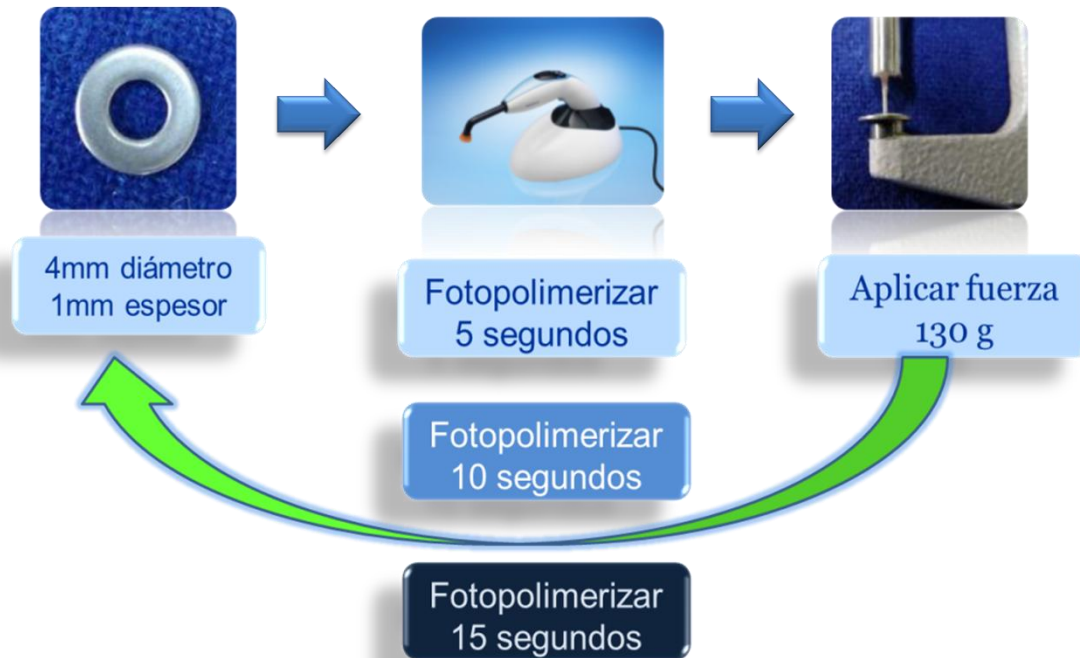 4mm diámetro
1mm espesor
Fotopolimerizar
5 segundos
Aplicar fuerza
130 g
Fotopolimerizar
10 segundos
Fotopolimerizar
15 segundos